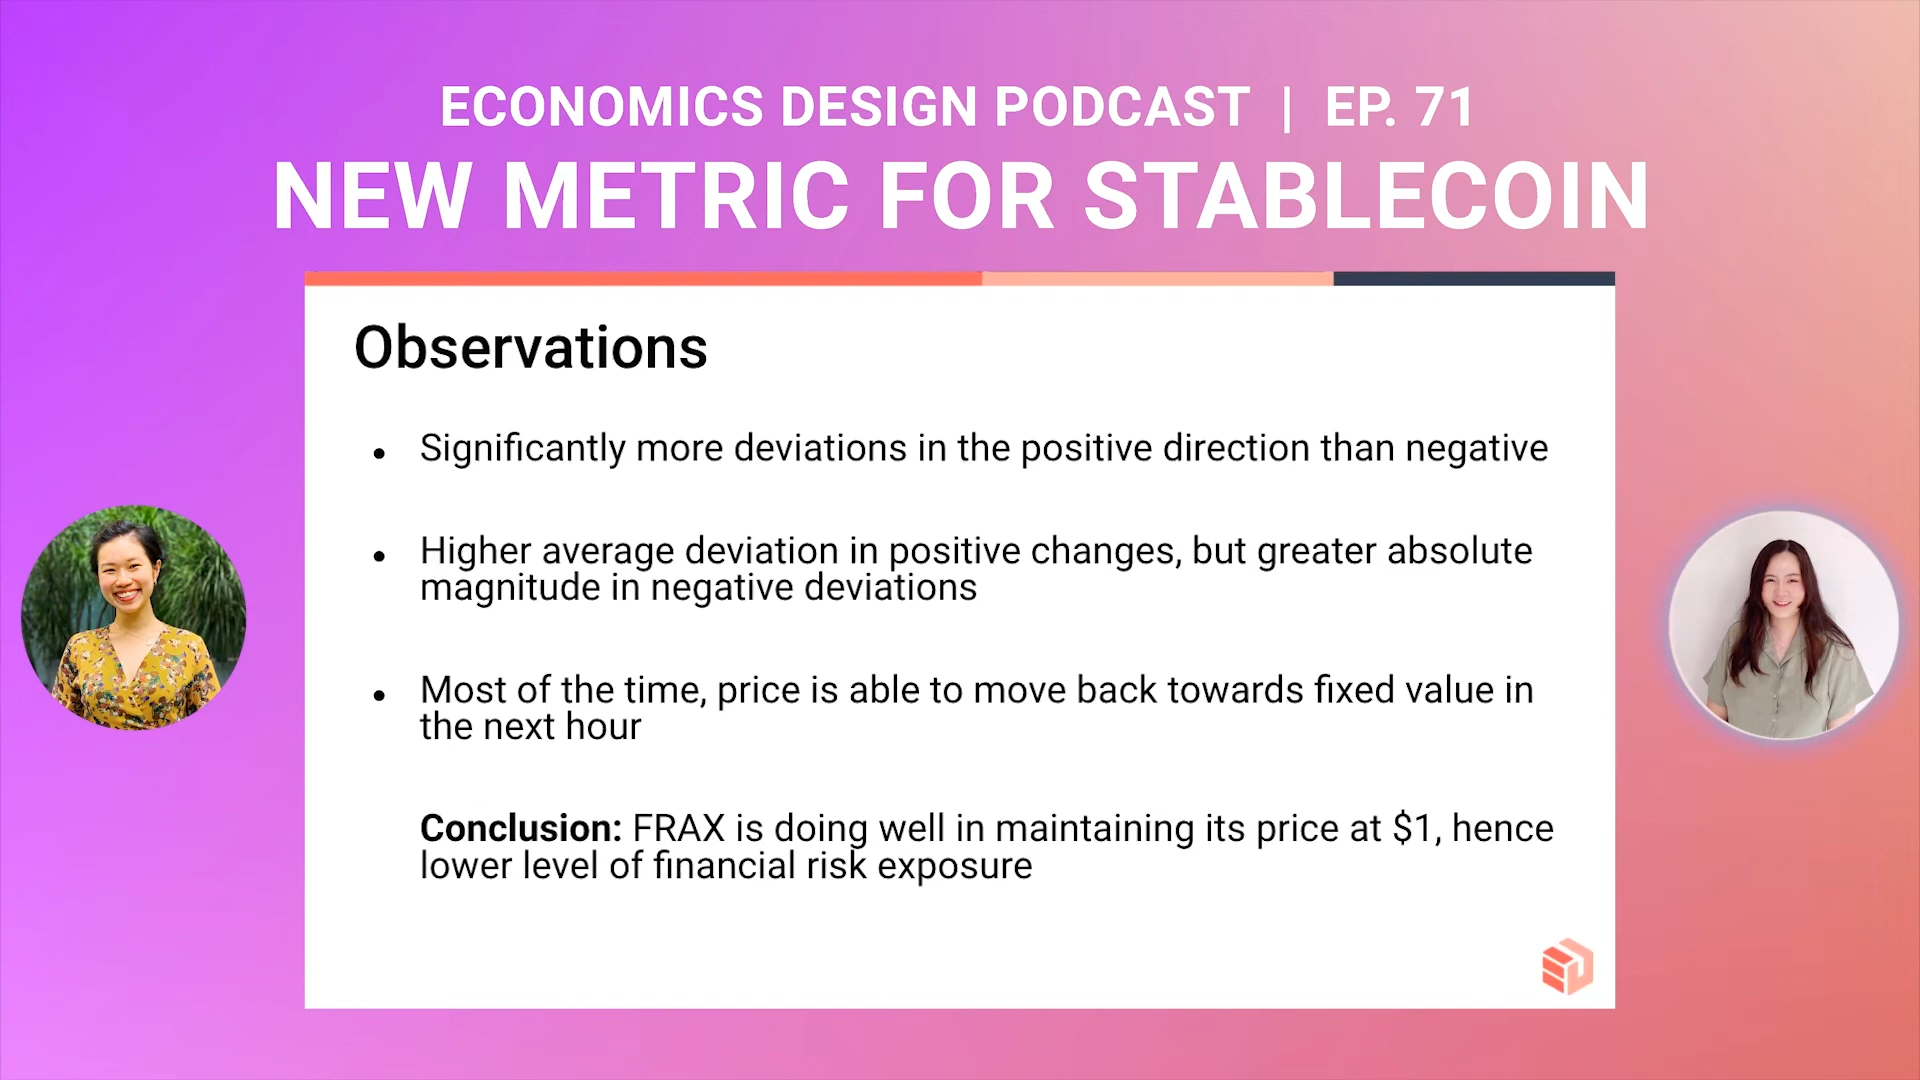 ECONOMICS DESIGN PODCAST | EP. 71
NEW METRIC FOR STABLECOIN
Observations
• Significantly more deviations in the positive direction than negative
• Higher average deviation in positive changes, but greater absolute
magnitude in negative deviations
• Most of the time, price is able to move back towards fixed value in
the next hour
Conclusion: FRAX is doing well in maintaining its price at $1, hence
lower level of financial risk exposure